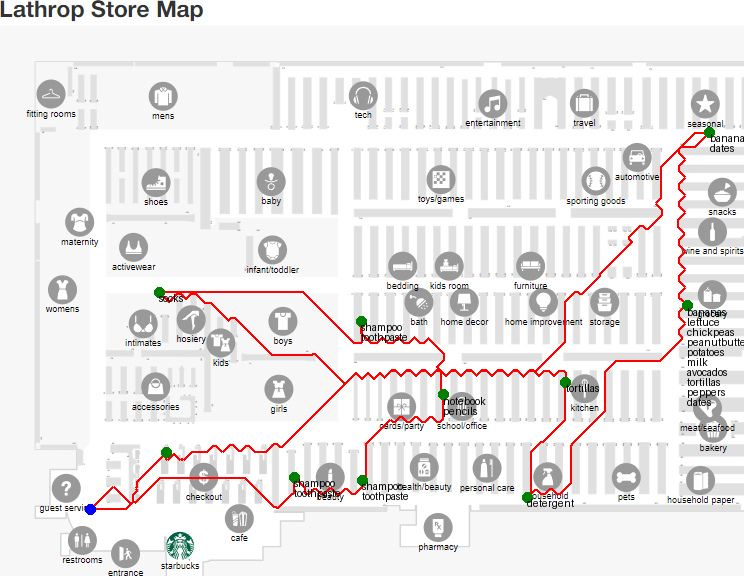 Lathrop Store Map
fitting rooms
mens
tech
entertainment
travel
seasonal
banana
dates
automotive
shoes
baby
toys/games
sporting goods
snacks
maternity
activewear
infant/toddler
wine and spirits
bedding
kids room
furniture
womens
socks
bath
home decor
home improvement
storage
bananas
lettuce
chickpeas
peanutbutte
potatoes
milk
avocados
tortillas
peppers
dates
shampoo
toothpaste
intimates
hosiery
boys
kids
accessories
girls
tortillas
kitchen
notebook
pencils
cards/party
school/office
meat/seafood
bakery
guest servi
checkout
shampoo
toothpaste
beauty
shampoo
toothpaste
health/beauty
personal care
household
detergent
pets
household paper
cafe
pharmacy
restrooms
entrance
starbucks